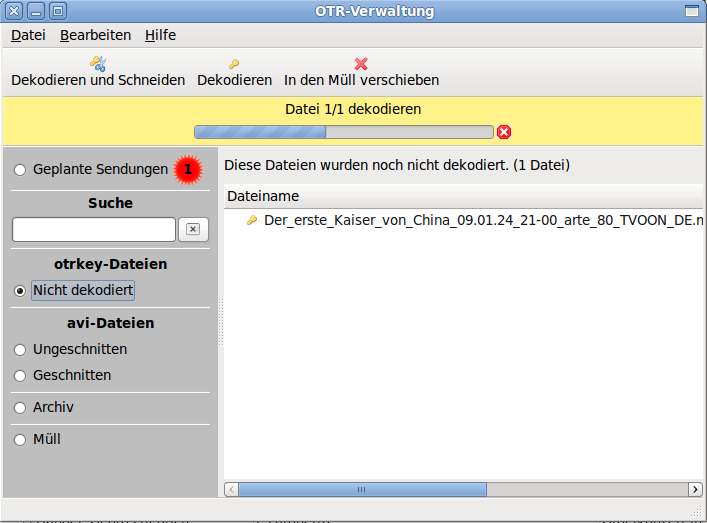 OTR-Verwaltung
Datei Bearbeiten Hilfe
Dekodieren und Schneiden Dekodieren In den Müll verschieben
Datei 1/1 dekodieren
Geplante Sendungen 1
Suche
otrkey-Dateien
Nicht dekodiert
avi-Dateien
Ungeschnitten
Geschnitten
Archiv
Müll
Diese Dateien wurden noch nicht dekodiert. (1 Datei)
Dateiname
Der_erste_Kaiser_von_China_09.01.24_21-00_arte_80_TVOON_DE.m